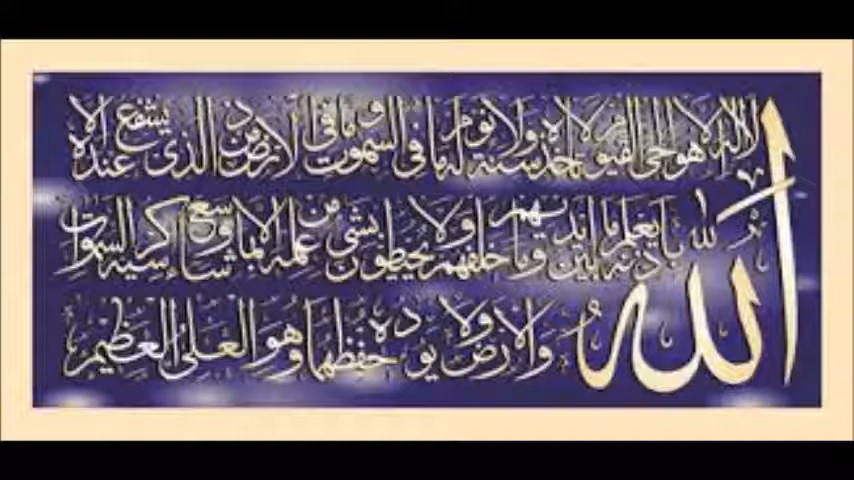 الله لا إله إلا هو الحي القيوم لا تأخذه سنة ولا نوم له ما في السموت وما في الأرض من ذا الذي يشفع عنده إلا
بإذنه يعلم ما بين أيديهم وما خلفهم ولا يحيطون بشيء من علمه إلا بما شاء وسع كرسيه السموات
والأرض ولا يؤده حفظهما وهو العلي العظيم